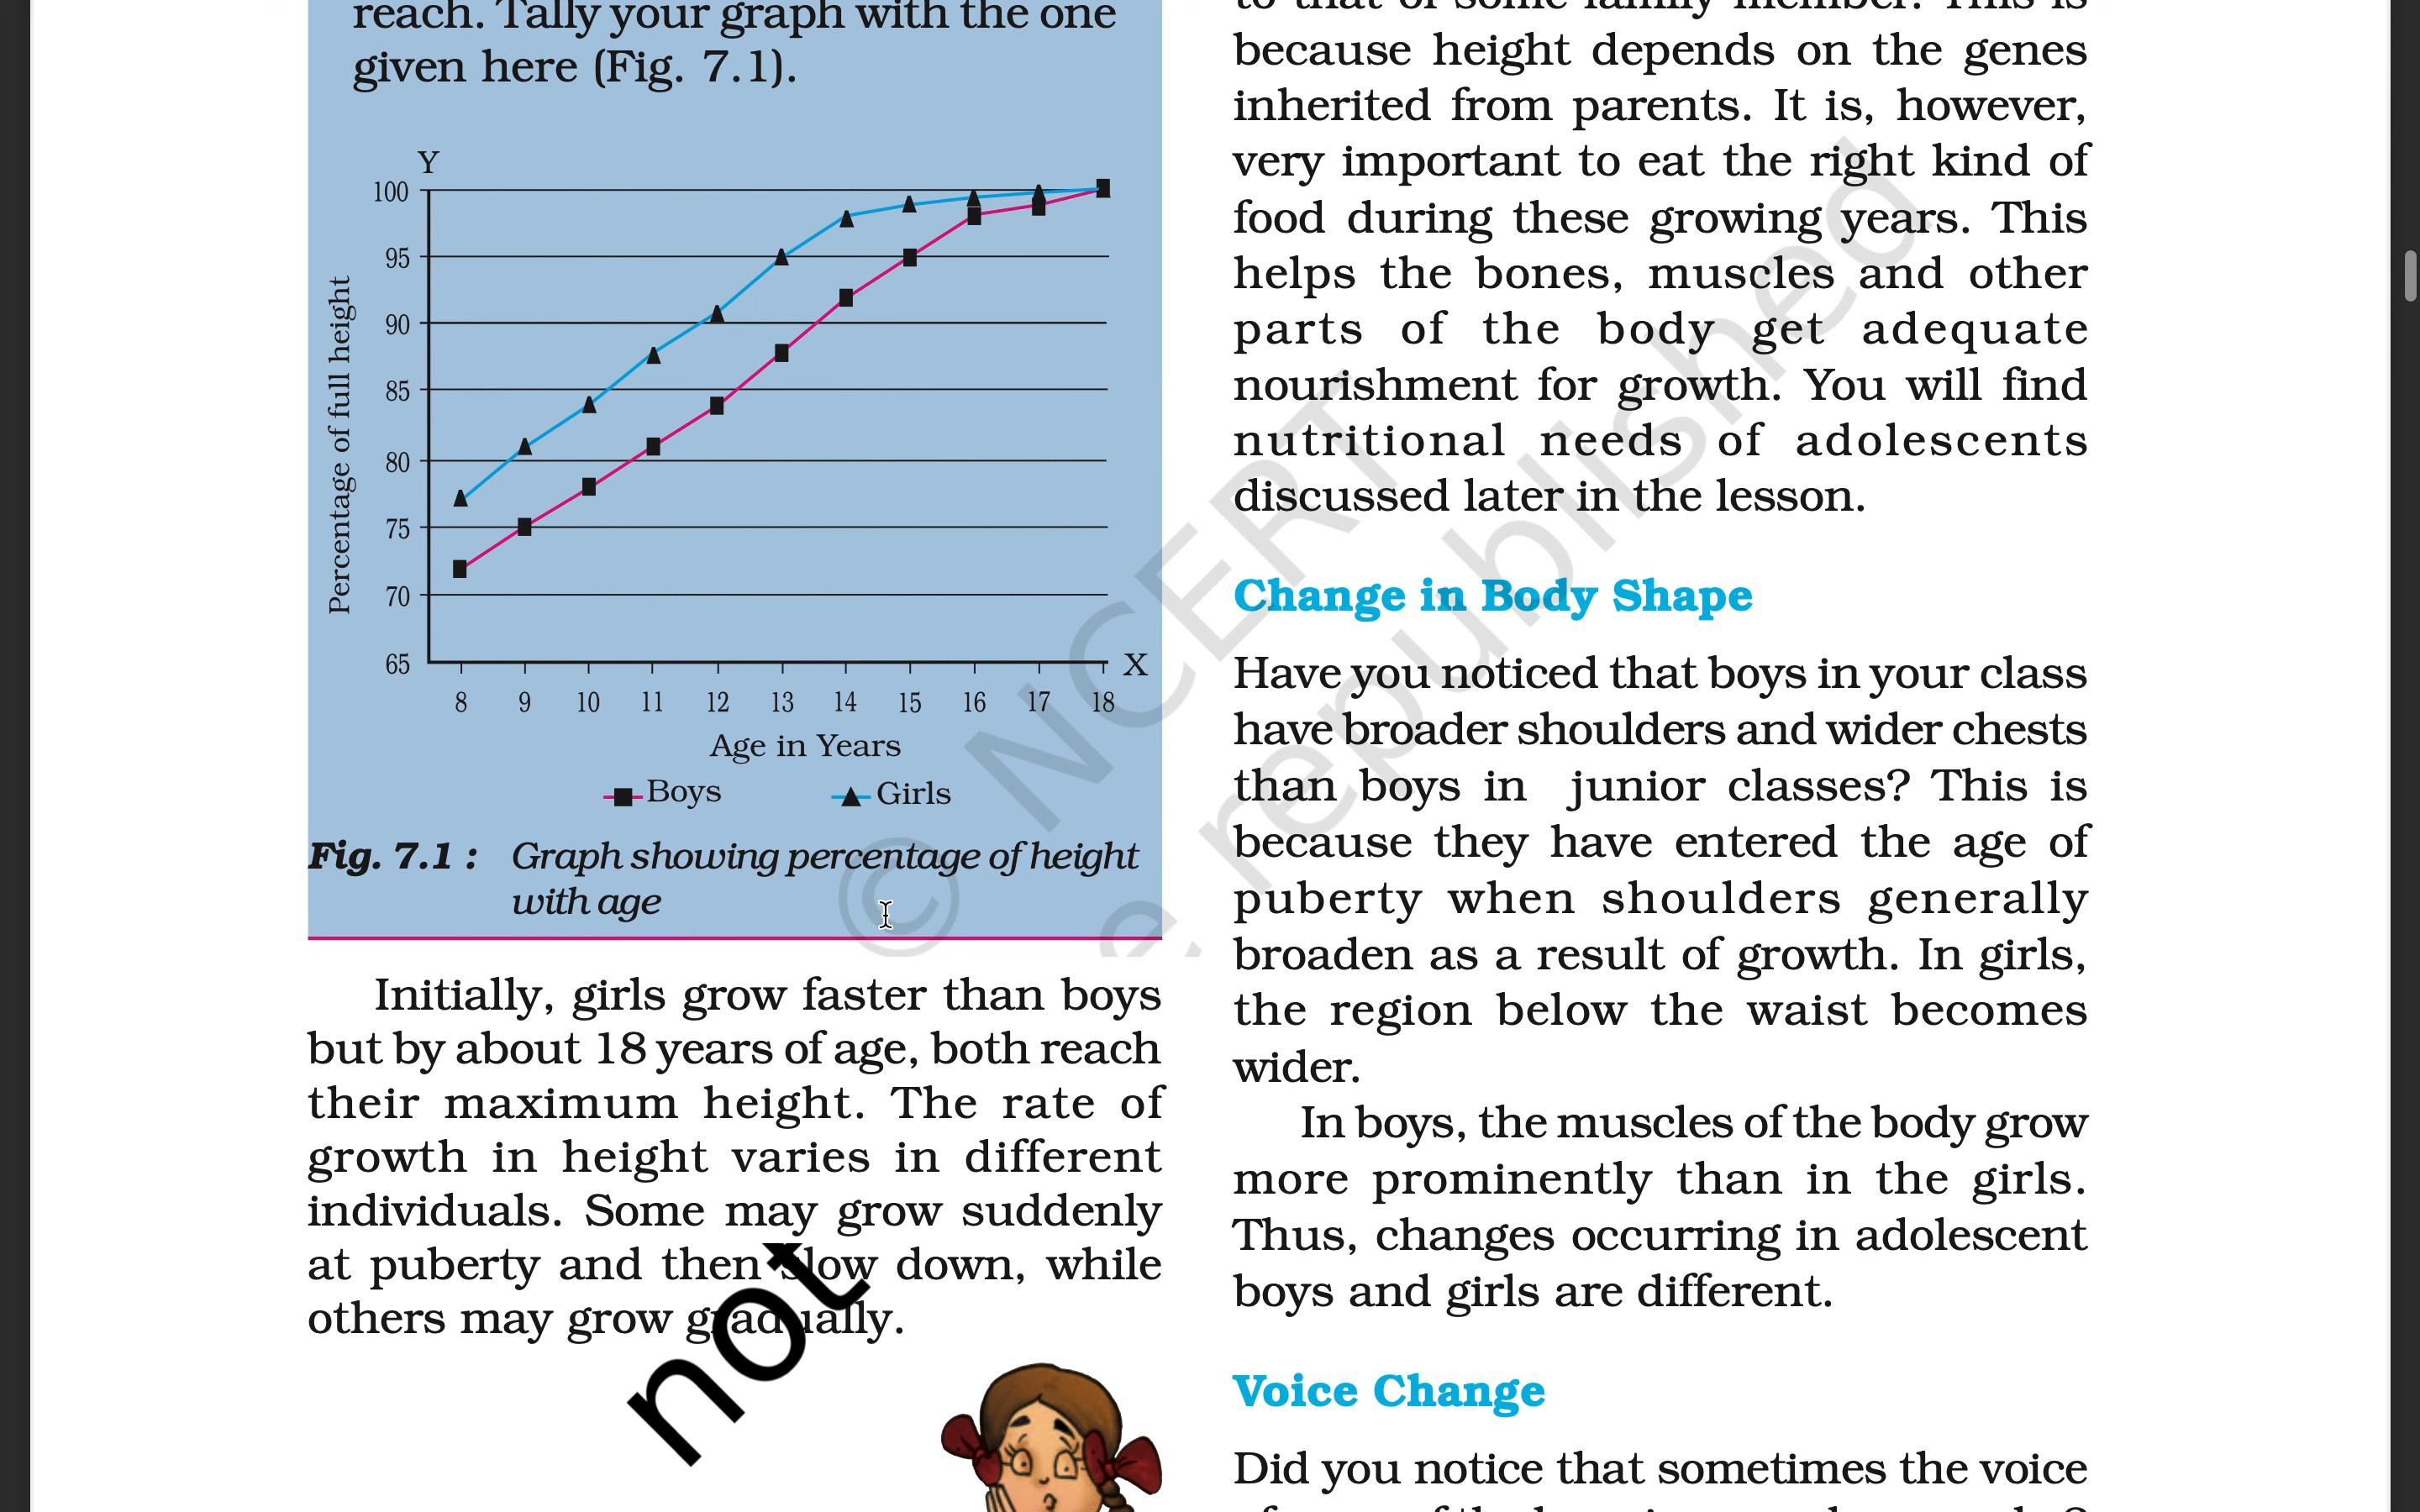 reach. Tally your graph with the one
given here (Fig. 7.1).
Y
100
95
90
85
80
75
70
65
Percentage of full height
X
8 9 10 11 12 13 14 15 16 17 18
Age in Years
Boys Girls
Fig. 7.1 : Graph showing percentage of height
with age
Initially, girls grow faster than boys
but by about 18 years of age, both reach
their maximum height. The rate of
growth in height varies in different
individuals. Some may grow suddenly
at puberty and then slow down, while
others may grow gradually.
to that of some family member. This is
because height depends on the genes
inherited from parents. It is, however,
very important to eat the right kind of
food during these growing years. This
helps the bones, muscles and other
parts of the body get adequate
nourishment for growth. You will find
nutritional needs of adolescents
discussed later in the lesson.
Change in Body Shape
Have you noticed that boys in your class
have broader shoulders and wider chests
than boys in junior classes? This is
because they have entered the age of
puberty when shoulders generally
broaden as a result of growth. In girls,
the region below the waist becomes
wider.
In boys, the muscles of the body grow
more prominently than in the girls.
Thus, changes occurring in adolescent
boys and girls are different.
Voice Change
Did you notice that sometimes the voice
© NCERT
not
e republished